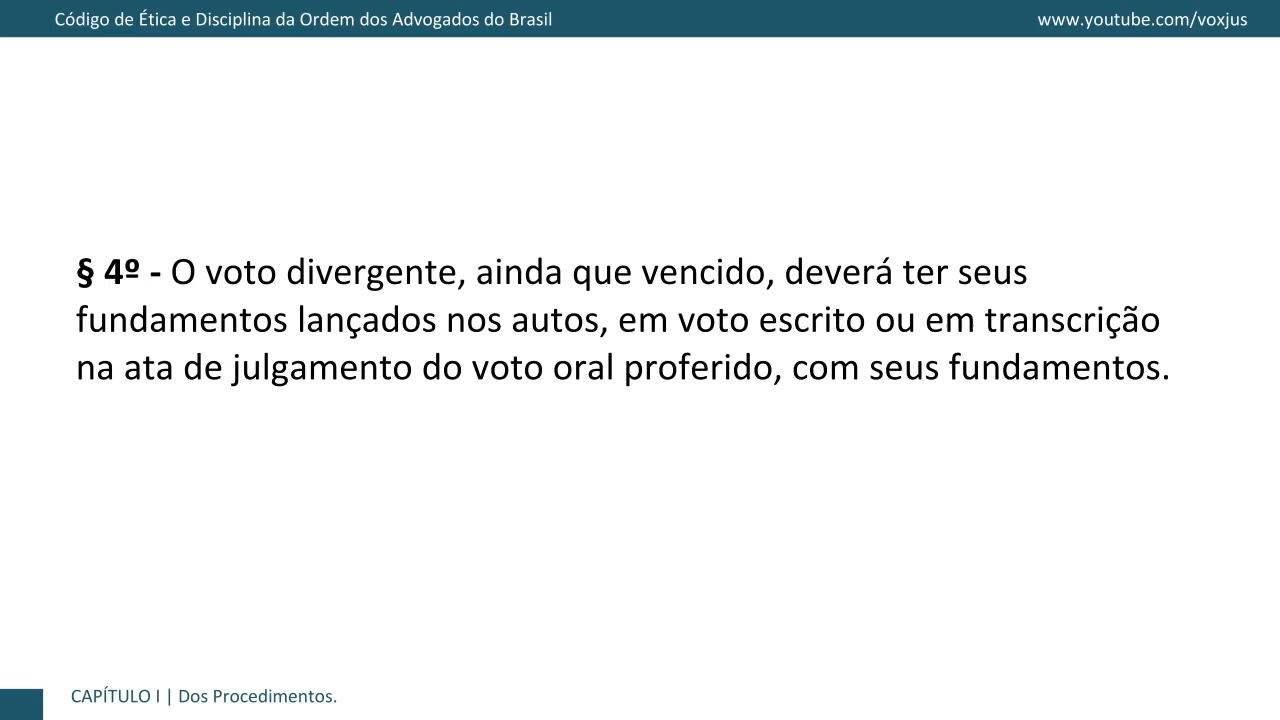 Código de Ética e Disciplina da Ordem dos Advogados do Brasil
www.youtube.com/voxjus
§ 4º - O voto divergente, ainda que vencido, deverá ter seus
fundamentos lançados nos autos, em voto escrito ou em transcrição
na ata de julgamento do voto oral proferido, com seus fundamentos.
CAPÍTULO I | Dos Procedimentos.